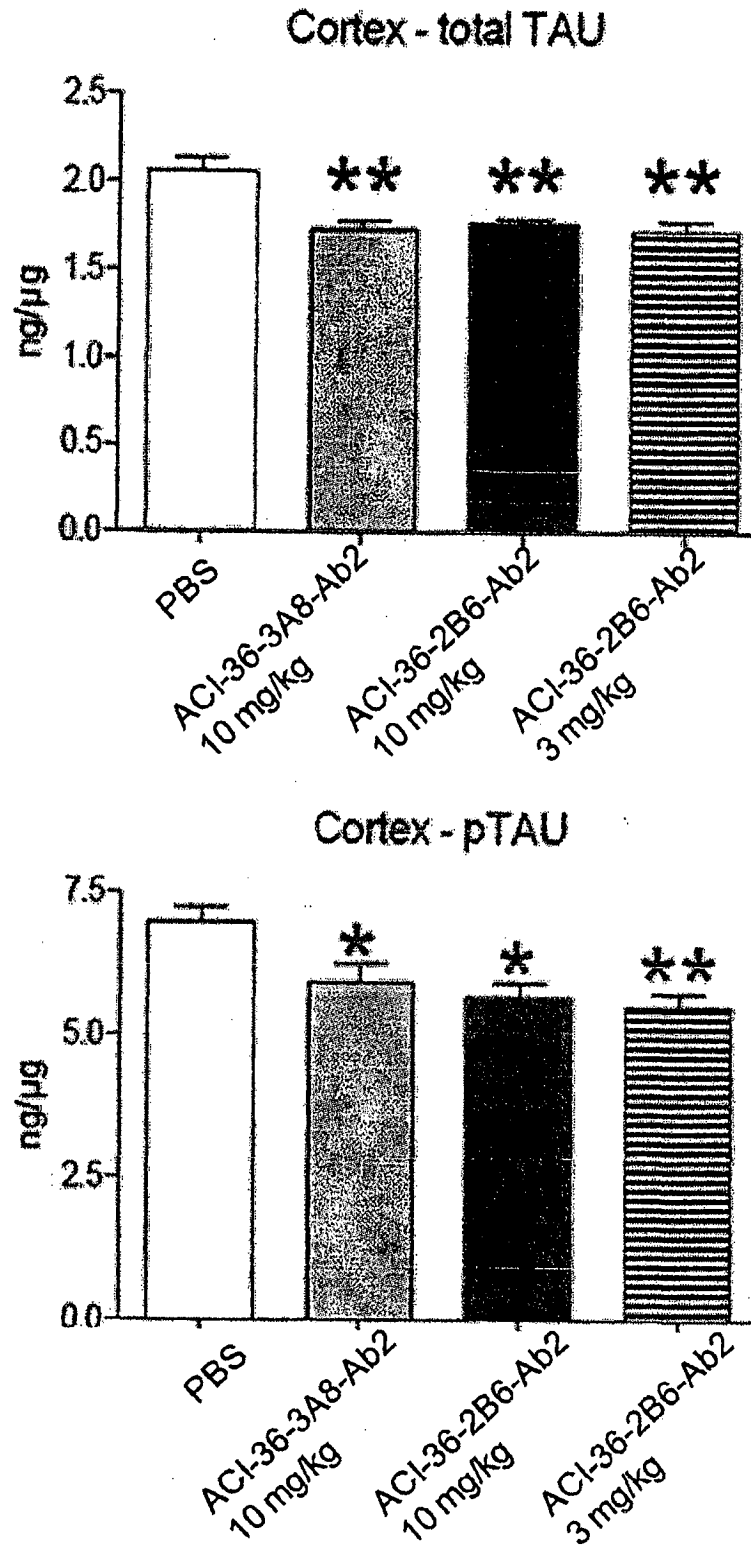 Cortex - total TAU
2.5
2.0
1.5
1.0
0.5
0.0
ng/µg
** ** **
PBS
ACI-36-3A8-Ab2
10 mg/kg
ACI-36-2B6-Ab2
10 mg/kg
ACI-36-2B6-Ab2
3 mg/kg
Cortex - pTAU
7.5
5.0
2.5
0.0
ng/µg
* * **
PBS
ACI-36-3A8-Ab2
10 mg/kg
ACI-36-2B6-Ab2
10 mg/kg
ACI-36-2B6-Ab2
3 mg/kg